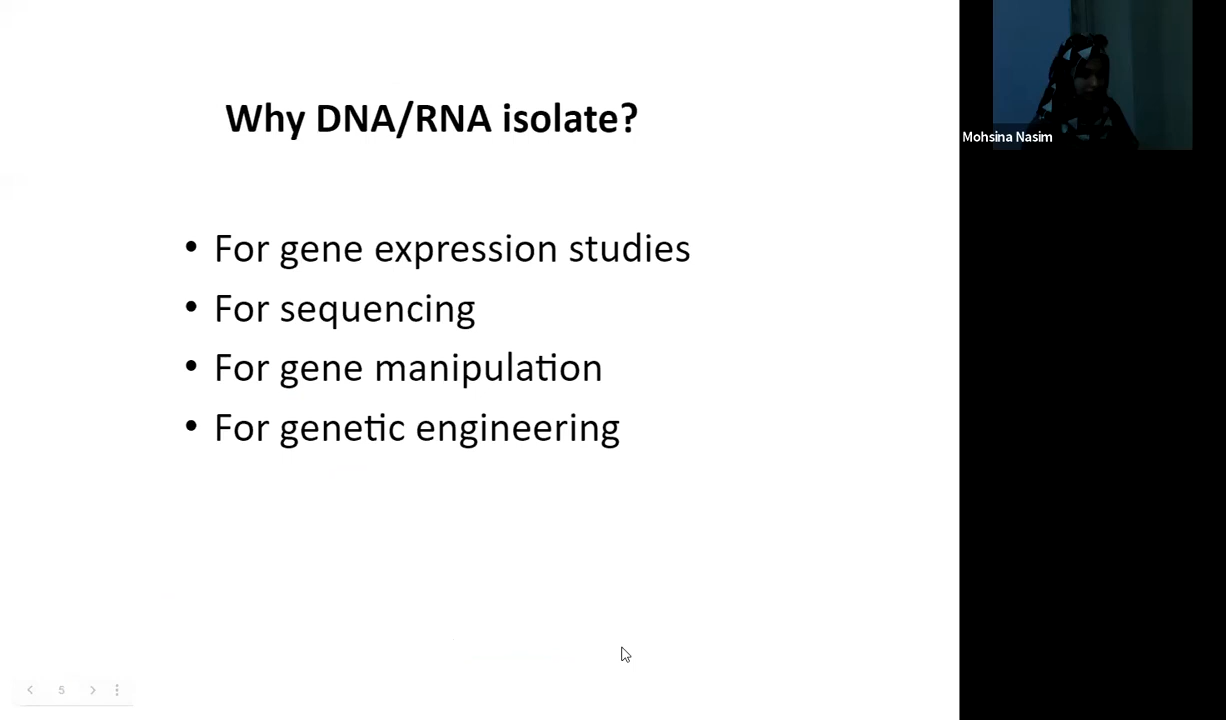 Why DNA/RNA isolate?
• For gene expression studies
• For sequencing
• For gene manipulation
• For genetic engineering
Mohsina Nasim
5